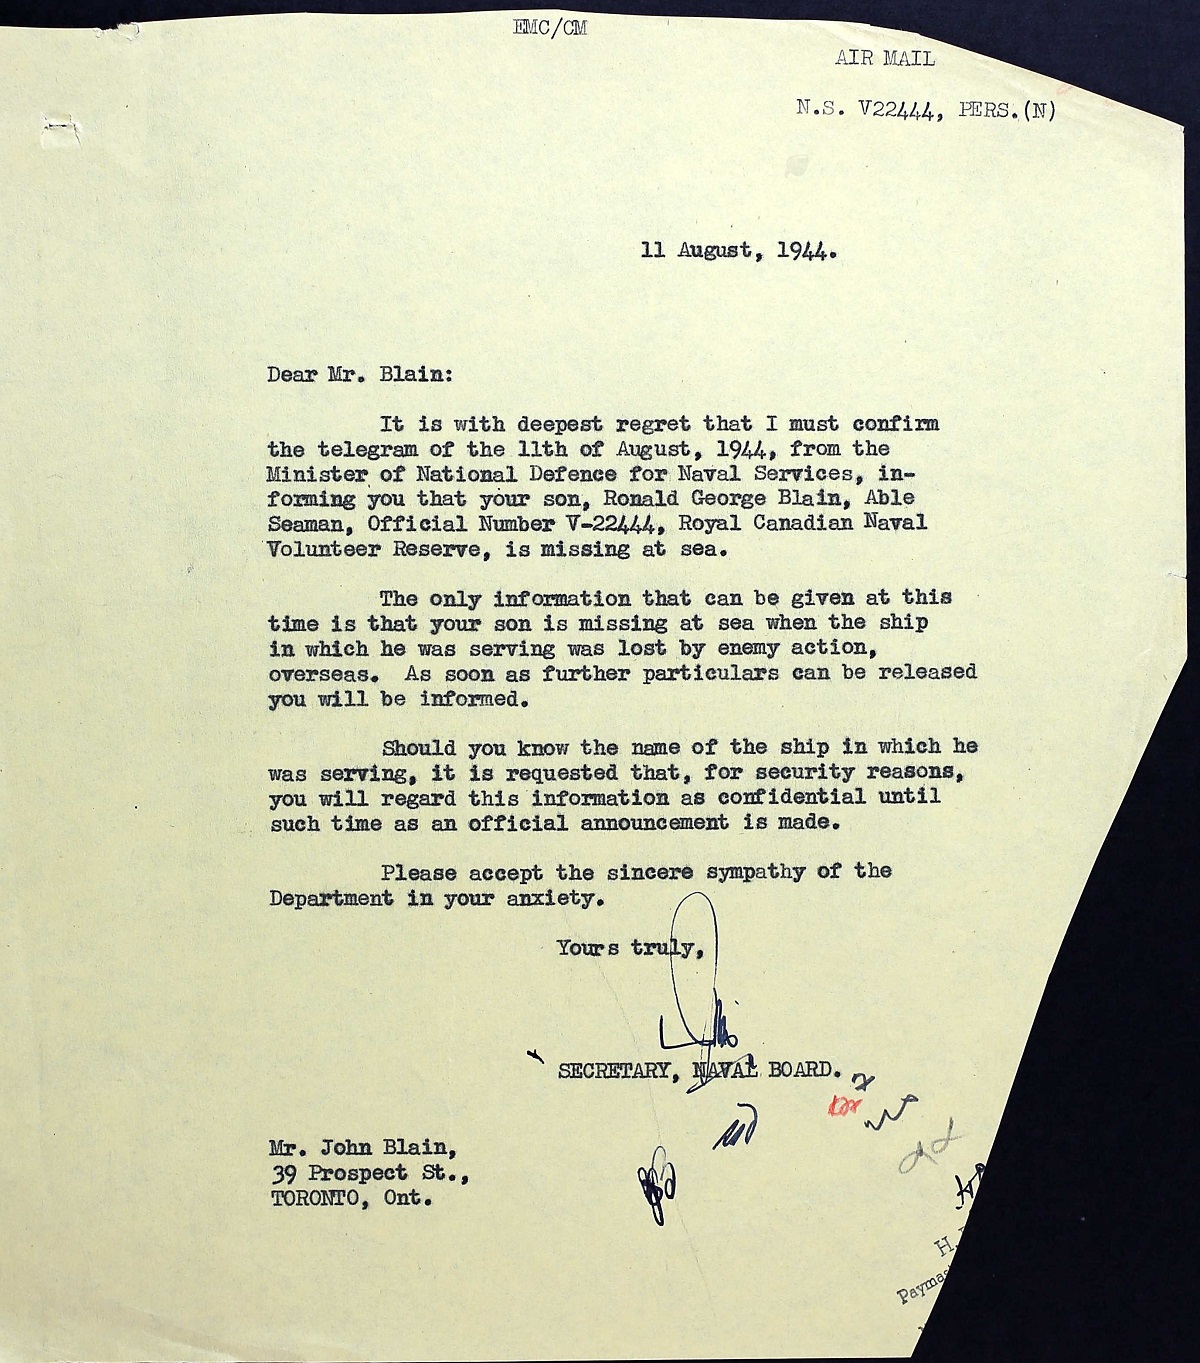 EMC/CM
AIR MAIL
N.S. V22444, PERS.(N)
11 August, 1944.
Dear Mr. Blain:
It is with deepest regret that I must confirm
the telegram of the 11th of August, 1944, from the
Minister of National Defence for Naval Services, in-
forming you that your son, Ronald George Blain, Able
Seaman, Official Number V-22444, Royal Canadian Naval
Volunteer Reserve, is missing at sea.
The only information that can be given at this
time is that your son is missing at sea when the ship
in which he was serving was lost by enemy action,
overseas. As soon as further particulars can be released
you will be informed.
Should you know the name of the ship in which he
was serving, it is requested that, for security reasons,
you will regard this information as confidential until
such time as an official announcement is made.
Please accept the sincere sympathy of the
Department in your anxiety.
Yours truly,
SECRETARY, NAVAL BOARD.
Mr. John Blain,
39 Prospect St.,
TORONTO, Ont.
H.